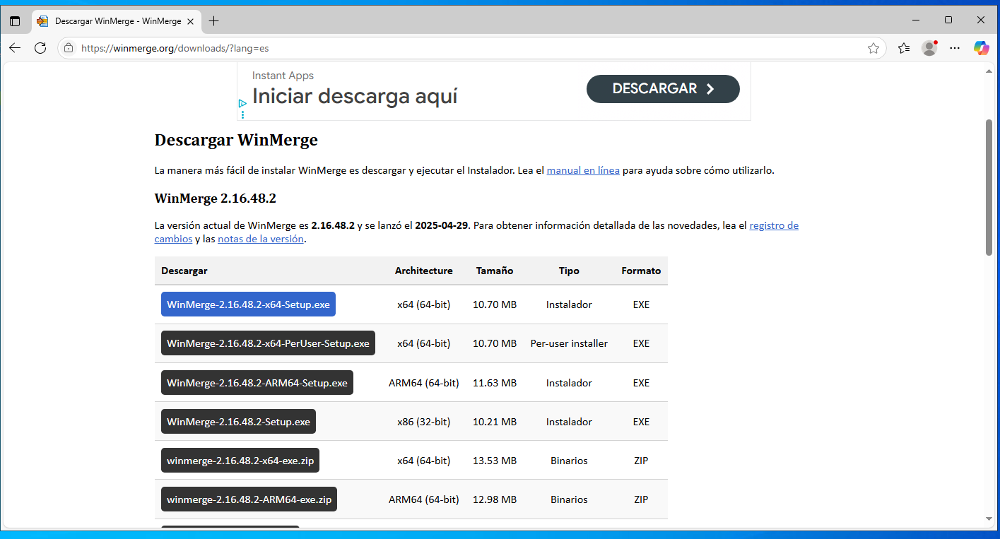 Descargar WinMerge - WinMerge
https://winmerge.org/downloads/?lang=es
Instant Apps
Iniciar descarga aquí
DESCARGAR
Descargar WinMerge
La manera más fácil de instalar WinMerge es descargar y ejecutar el Instalador. Lea el manual en línea para ayuda sobre cómo utilizarlo.
WinMerge 2.16.48.2
La versión actual de WinMerge es 2.16.48.2 y se lanzó el 2025-04-29. Para obtener información detallada de las novedades, lea el registro de
cambios y las notas de la versión.
Descargar Architecture Tamaño Tipo Formato
WinMerge-2.16.48.2-x64-Setup.exe x64 (64-bit) 10.70 MB Instalador EXE
WinMerge-2.16.48.2-x64-PerUser-Setup.exe x64 (64-bit) 10.70 MB Per-user installer EXE
WinMerge-2.16.48.2-ARM64-Setup.exe ARM64 (64-bit) 11.63 MB Instalador EXE
WinMerge-2.16.48.2-Setup.exe x86 (32-bit) 10.21 MB Instalador EXE
winmerge-2.16.48.2-x64-exe.zip x64 (64-bit) 13.53 MB Binarios ZIP
winmerge-2.16.48.2-ARM64-exe.zip ARM64 (64-bit) 12.98 MB Binarios ZIP